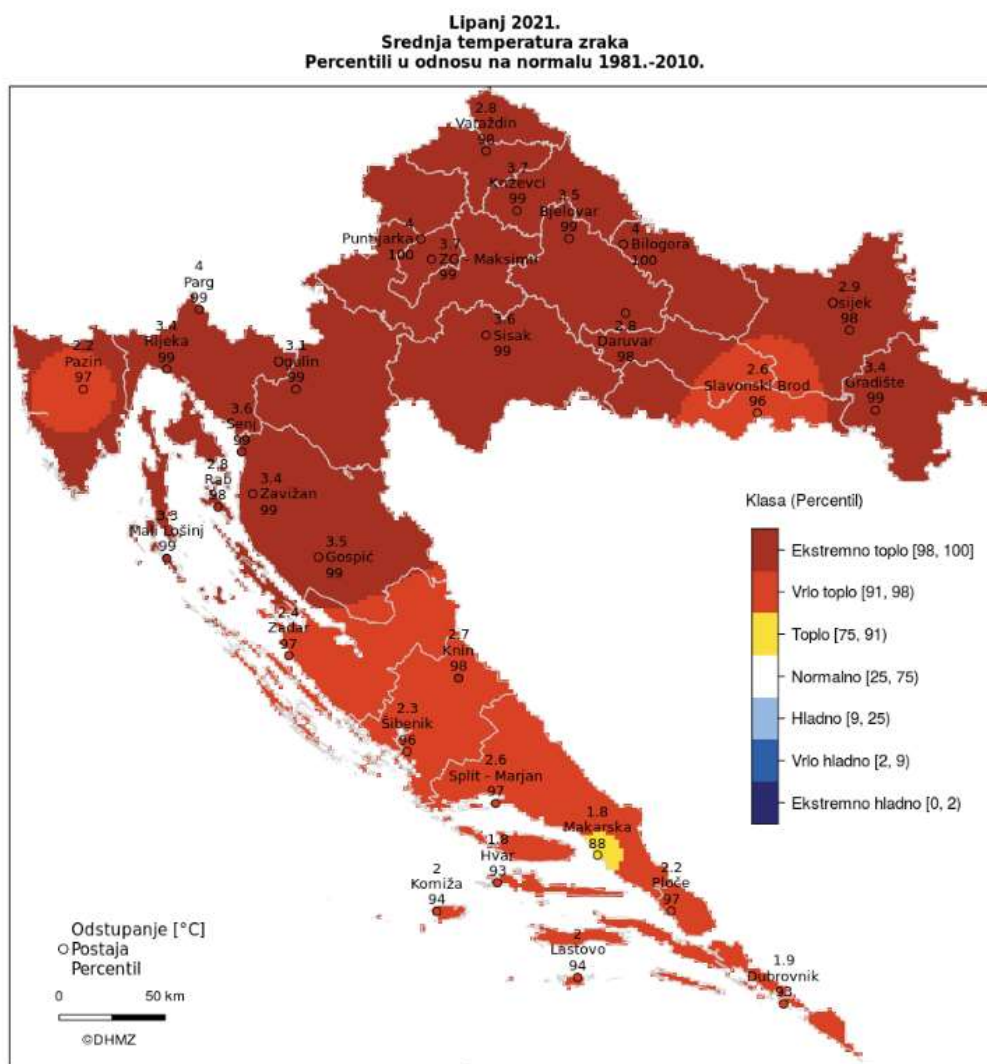 Lipanj 2021.
Srednja temperatura zraka
Percentili u odnosu na normalu 1981.-2010.
2.8
Varaždin
98
3.7
Križevci
99
3.5
Bjelovar
99
4
Puntijarka
100
3.7
ZG - Maksimir
99
4
Bilogora
100
4
Parg
99
2.9
Osijek
98
3.4
Rijeka
99
3.6
Sisak
99
2.8
Daruvar
98
2.2
Pazin
97
3.1
Ogulin
99
2.6
Slavonski Brod
96
3.4
Gradište
99
3.6
Senj
99
2.8
Rab
98
3.4
Zavižan
99
3.3
Mali Lošinj
99
3.5
Gospić
99
2.4
Zadar
97
2.7
Knin
98
2.3
Šibenik
96
2.6
Split - Marjan
97
1.8
Makarska
88
1.8
Hvar
93
2
Komiža
94
2.2
Ploče
97
2
Lastovo
94
1.9
Dubrovnik
93
Klasa (Percentil)
Ekstremno toplo [98, 100]
Vrlo toplo [91, 98)
Toplo [75, 91)
Normalno [25, 75)
Hladno [9, 25)
Vrlo hladno [2, 9)
Ekstremno hladno [0, 2)
Odstupanje [°C]
Postaja
Percentil
0 50 km
©DHMZ